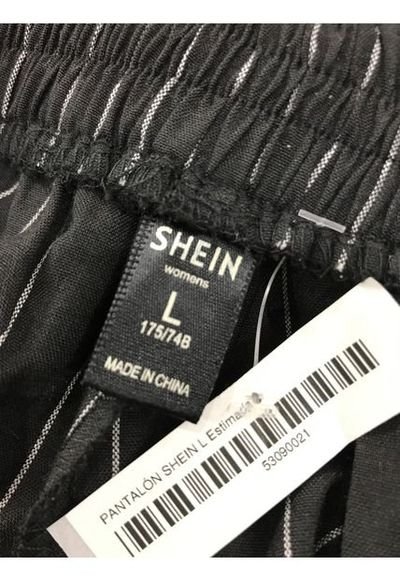 SHEIN
womens
L
175/74B
MADE IN CHINA
PANTALÓN SHEIN L Estimado
53090021